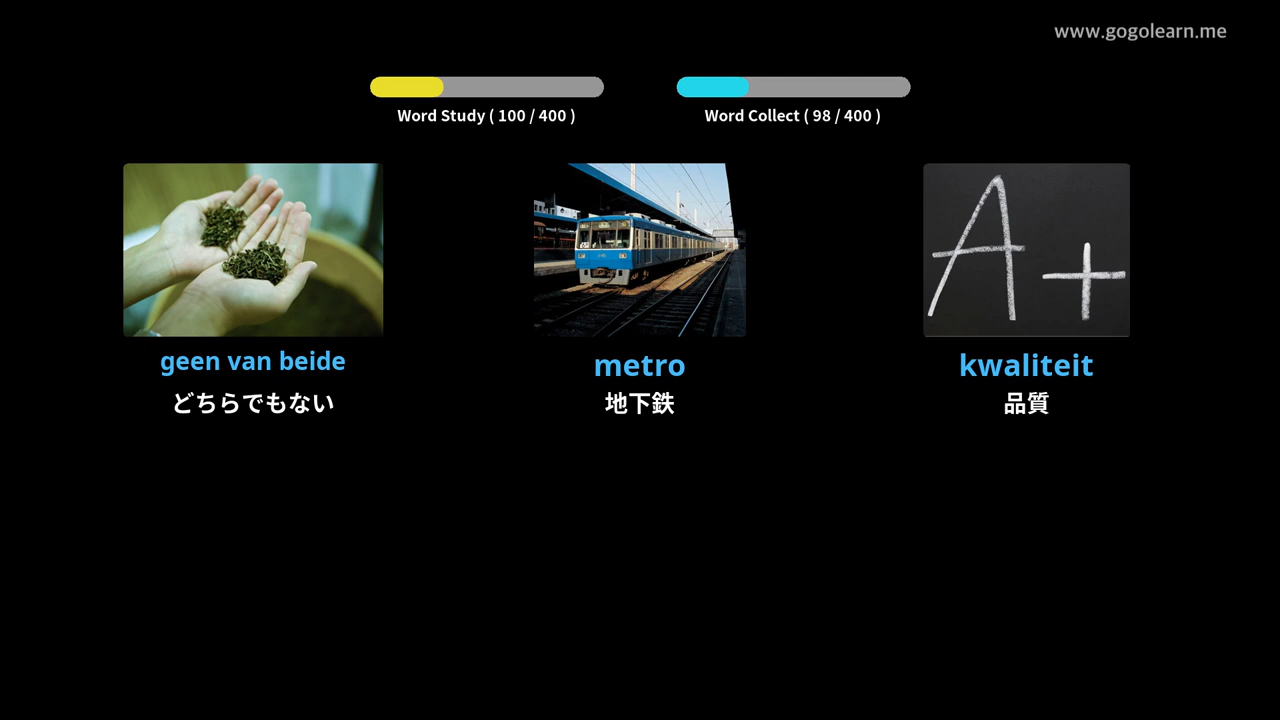 www.gogolearn.me
Word Study ( 100 / 400 )
Word Collect ( 98 / 400 )
A+
geen van beide
どちらでもない
metro
地下鉄
kwaliteit
品質